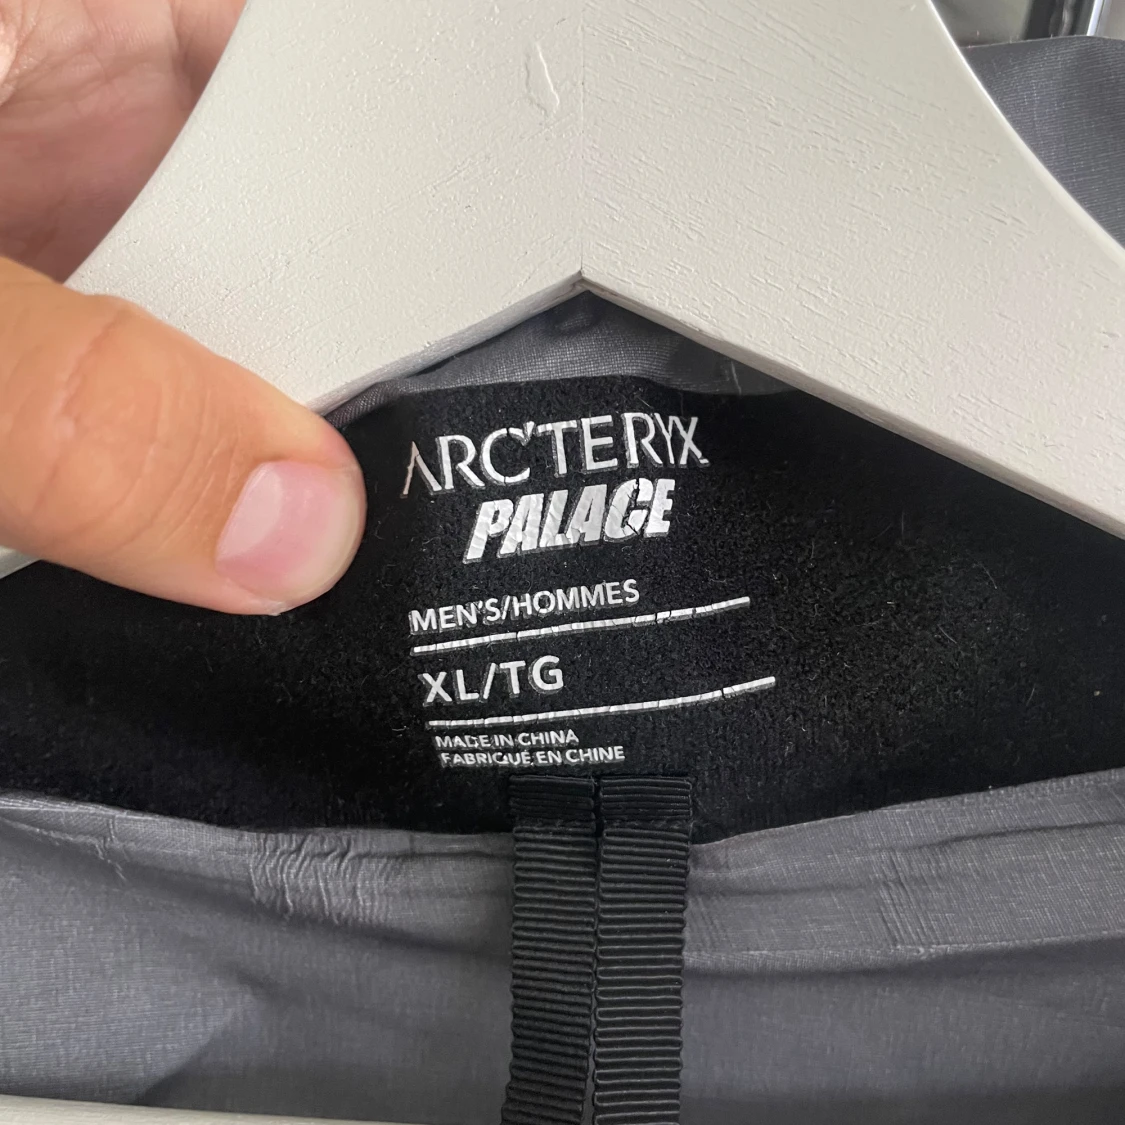 ARC'TERYX
PALACE
MEN'S/HOMMES
XL/TG
MADE IN CHINA
FABRIQUÉ EN CHINE